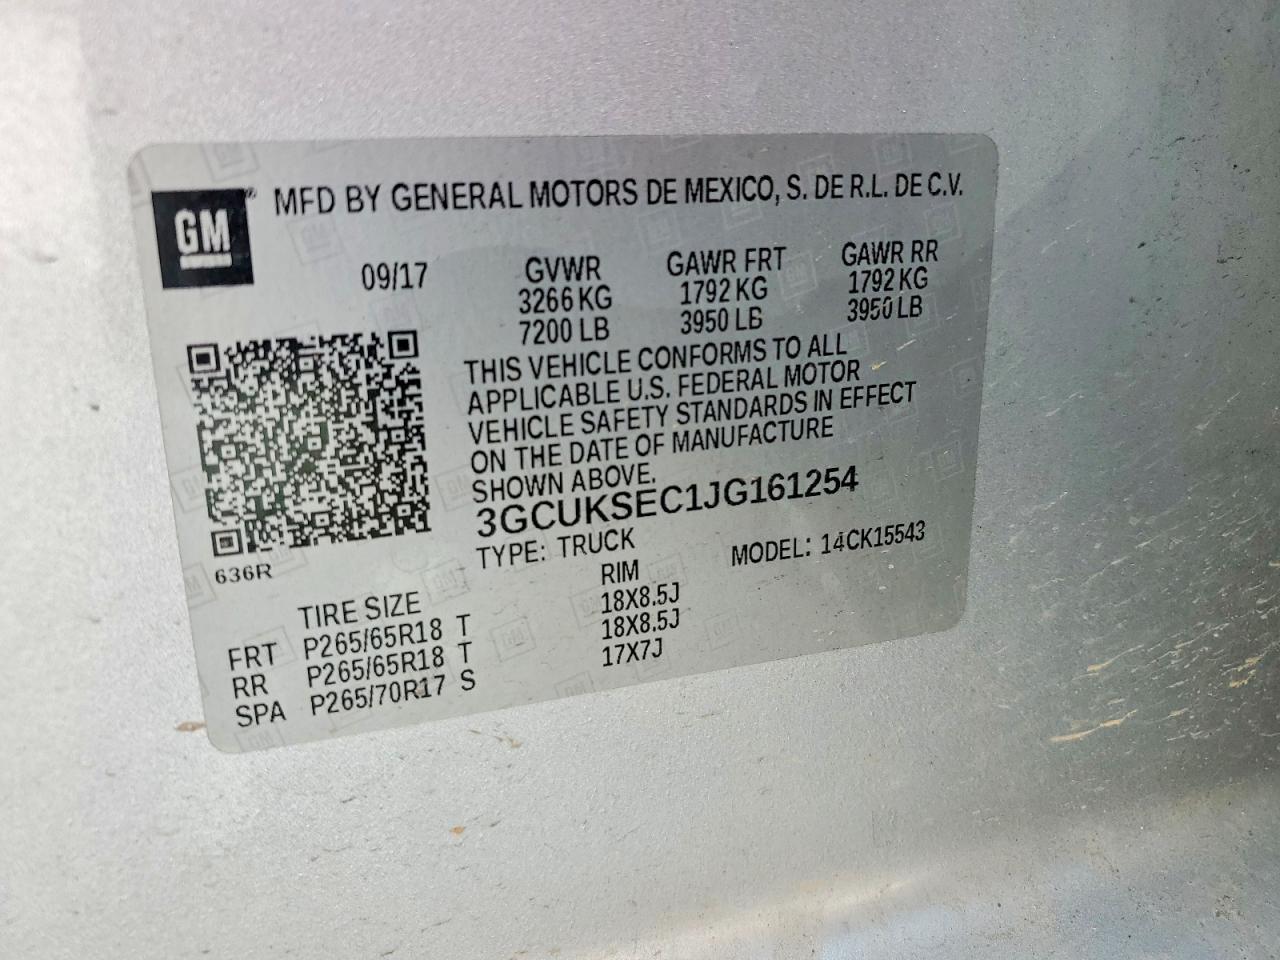 GM® MFD BY GENERAL MOTORS DE MEXICO, S. DE R.L. DE C.V.
09/17 GVWR GAWR FRT GAWR RR
3266 KG 1792 KG 1792 KG
7200 LB 3950 LB 3950 LB
THIS VEHICLE CONFORMS TO ALL
APPLICABLE U.S. FEDERAL MOTOR
VEHICLE SAFETY STANDARDS IN EFFECT
ON THE DATE OF MANUFACTURE
SHOWN ABOVE.
3GCUKSEC1JG161254
636R
TYPE: TRUCK MODEL: 14CK15543
TIRE SIZE RIM
FRT P265/65R18 T 18X8.5J
RR P265/65R18 T 18X8.5J
SPA P265/70R17 S 17X7J